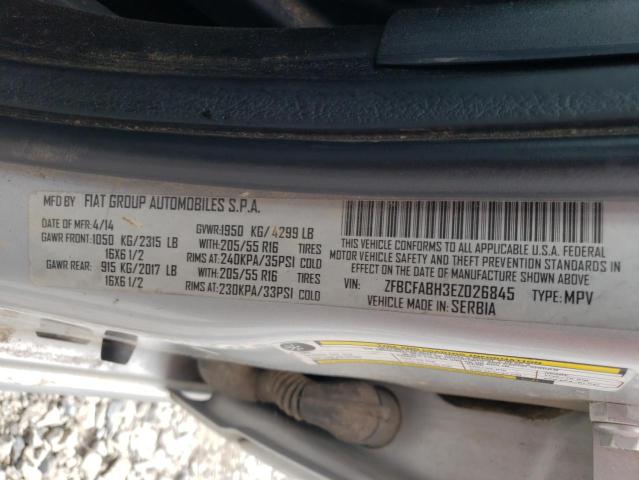 MFD BY FIAT GROUP AUTOMOBILES S.P.A.
DATE OF MFR:4/14 GVWR:1950 KG/4299 LB
GAWR FRONT:1050 KG/2315 LB WITH:205/55 R16 TIRES
16X6 1/2 RIMS AT:240KPA/35PSI COLD
GAWR REAR: 915 KG/2017 LB WITH:205/55 R16 TIRES
16X6 1/2 RIMS AT:230KPA/33PSI COLD
THIS VEHICLE CONFORMS TO ALL APPLICABLE U.S.A. FEDERAL
MOTOR VEHICLE SAFETY AND THEFT PREVENTION STANDARDS
IN EFFECT ON THE DATE OF MANUFACTURE SHOWN ABOVE.
VIN: ZFBCFABH3EZ026845 TYPE: MPV
VEHICLE MADE IN: SERBIA